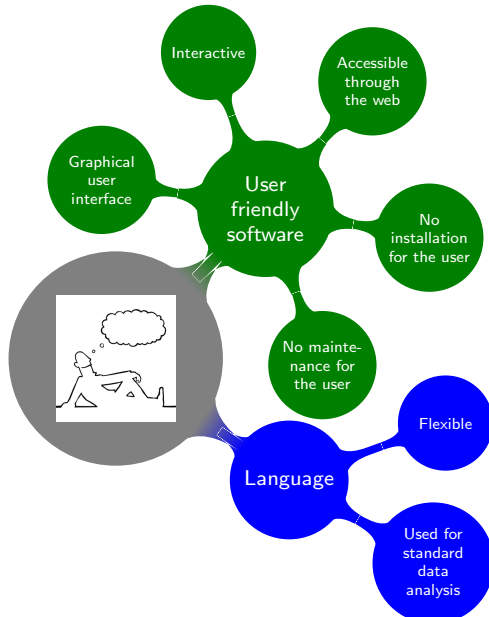 Interactive
Accessible
through
the web
Graphical
user
interface
User
friendly
software
No
installation
for the user
No mainte-
nance for
the user
Flexible
Language
Used for
standard
data
analysis